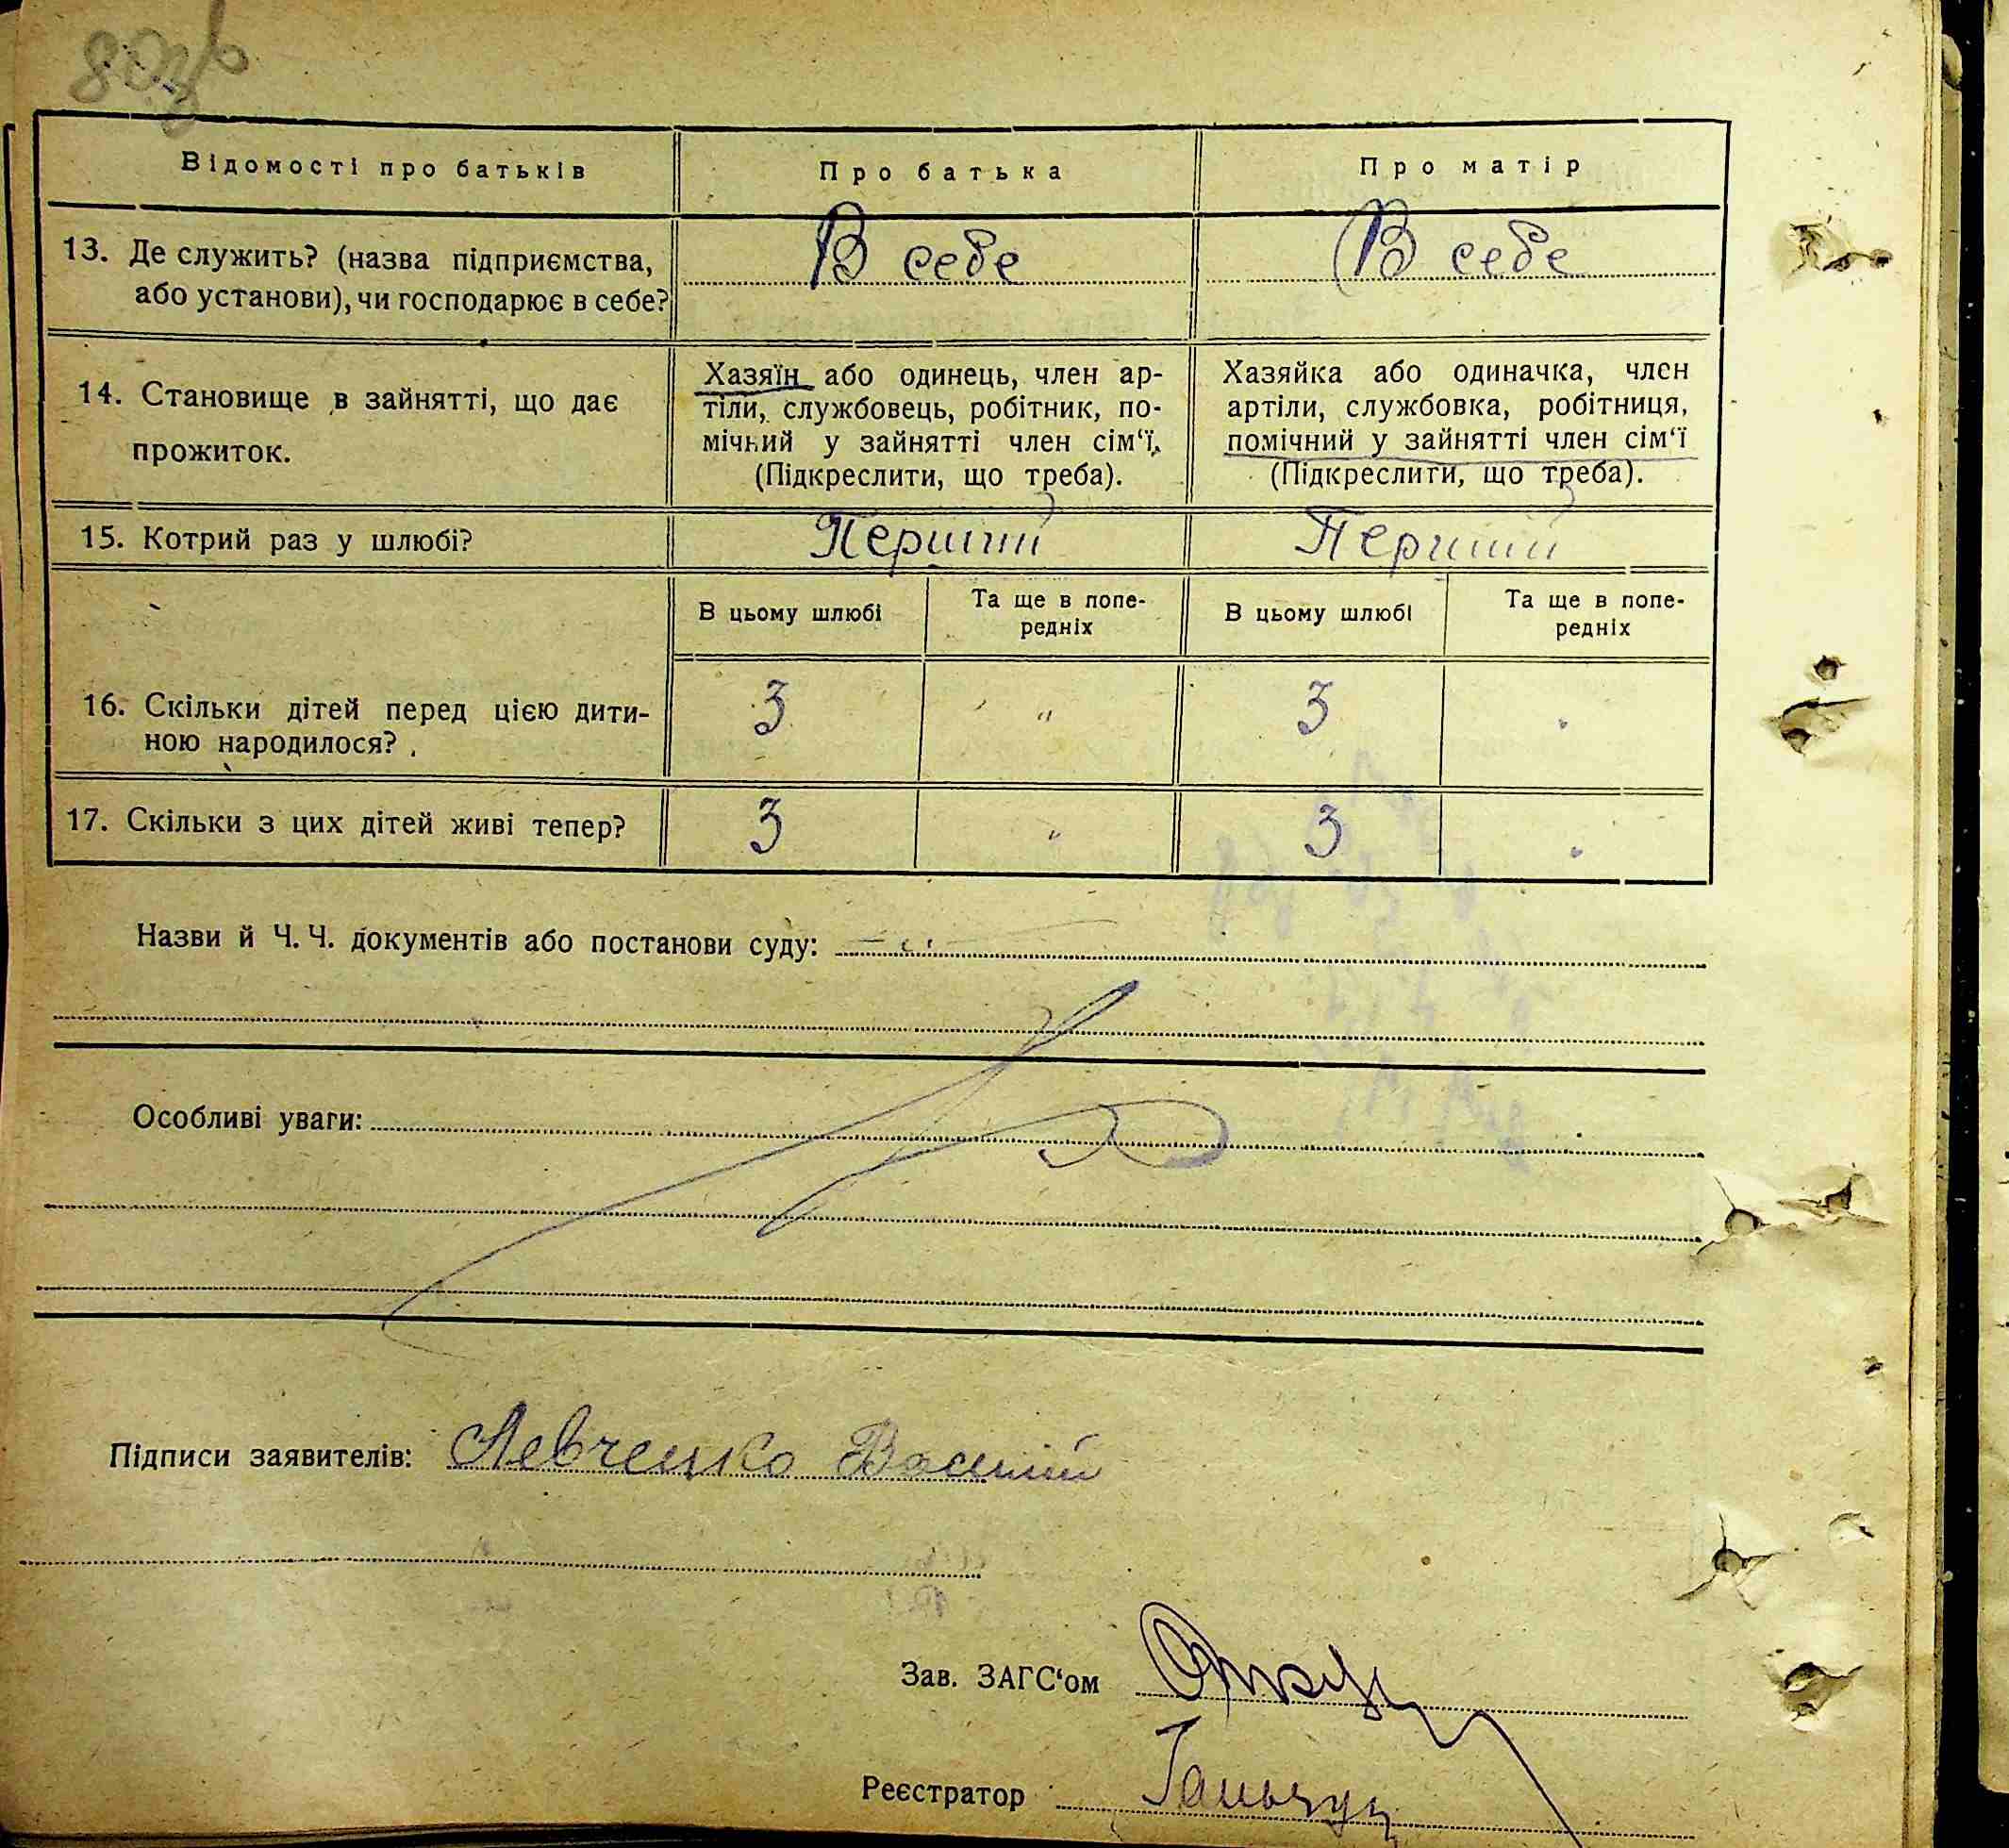 80зв
Відомості про батьків
Про батька
Про матір
13. Де служить? (назва підприємства,
або установи), чи господарює в себе?
В себе
В себе
14. Становище в зайнятті, що дає
прожиток.
Хазяїн або одинець, член ар-
тіли, службовець, робітник, по-
мічний у зайнятті член сім‘ї.
(Підкреслити, що треба).
Хазяйка або одиначка, член
артіли, службовка, робітниця,
помічний у зайнятті член сім‘ї
(Підкреслити, що треба).
15. Котрий раз у шлюбі?
Перший
Перший
В цьому шлюбі
Та ще в попе-
редніх
В цьому шлюбі
Та ще в попе-
редніх
16. Скільки дітей перед цією дити-
ною народилося?
3
"
3
17. Скільки з цих дітей живі тепер?
3
"
3
Назви й Ч. Ч. документів або постанови суду:
Особливі уваги:
Підписи заявителів: Левченко Василій
Зав. ЗАГС‘ом
Реєстратор